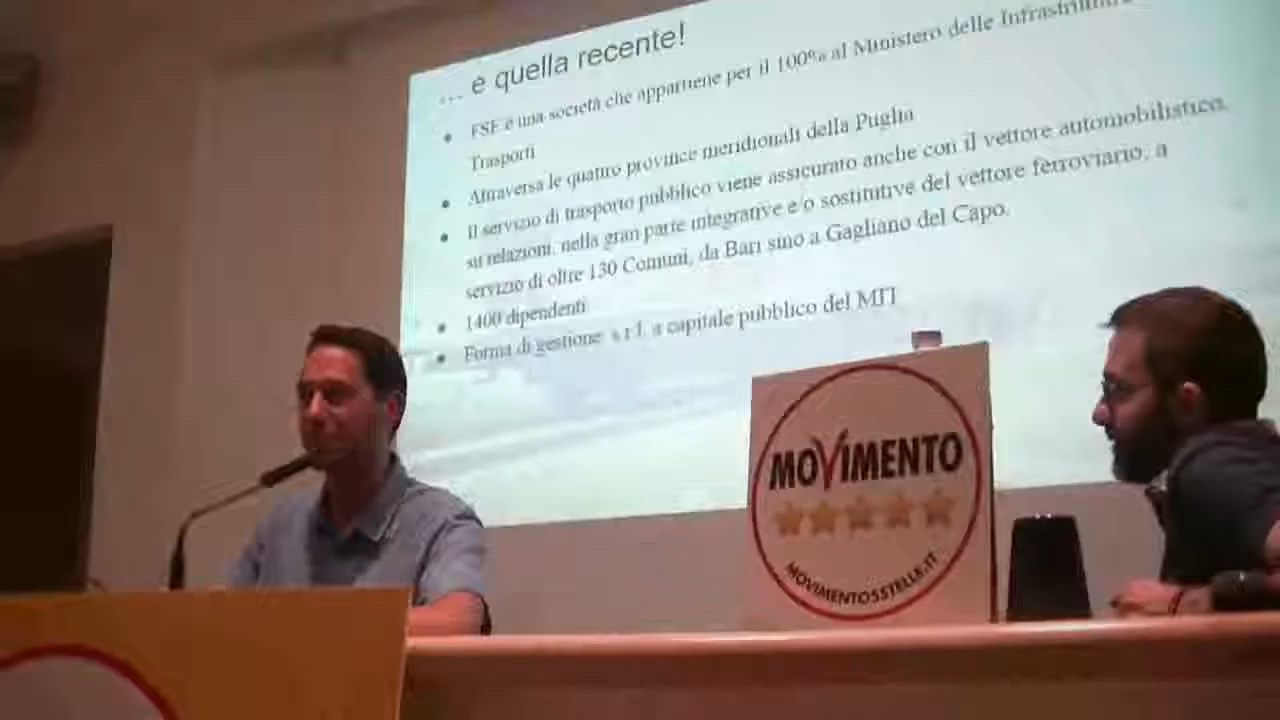 ... e quella recente!
• FSE è una società che appartiene per il 100% al Ministero delle Infrastrutture
Trasporti
• Attraversa le quattro province meridionali della Puglia
• Il servizio di trasporto pubblico viene assicurato anche con il vettore automobilistico,
su relazioni, nella gran parte integrative e/o sostitutive del vettore ferroviario, a
servizio di oltre 130 Comuni, da Bari sino a Gagliano del Capo.
• 1400 dipendenti
• Forma di gestione: s.r.l. a capitale pubblico del MIT
MOVIMENTO
MOVIMENTO5STELLE.IT